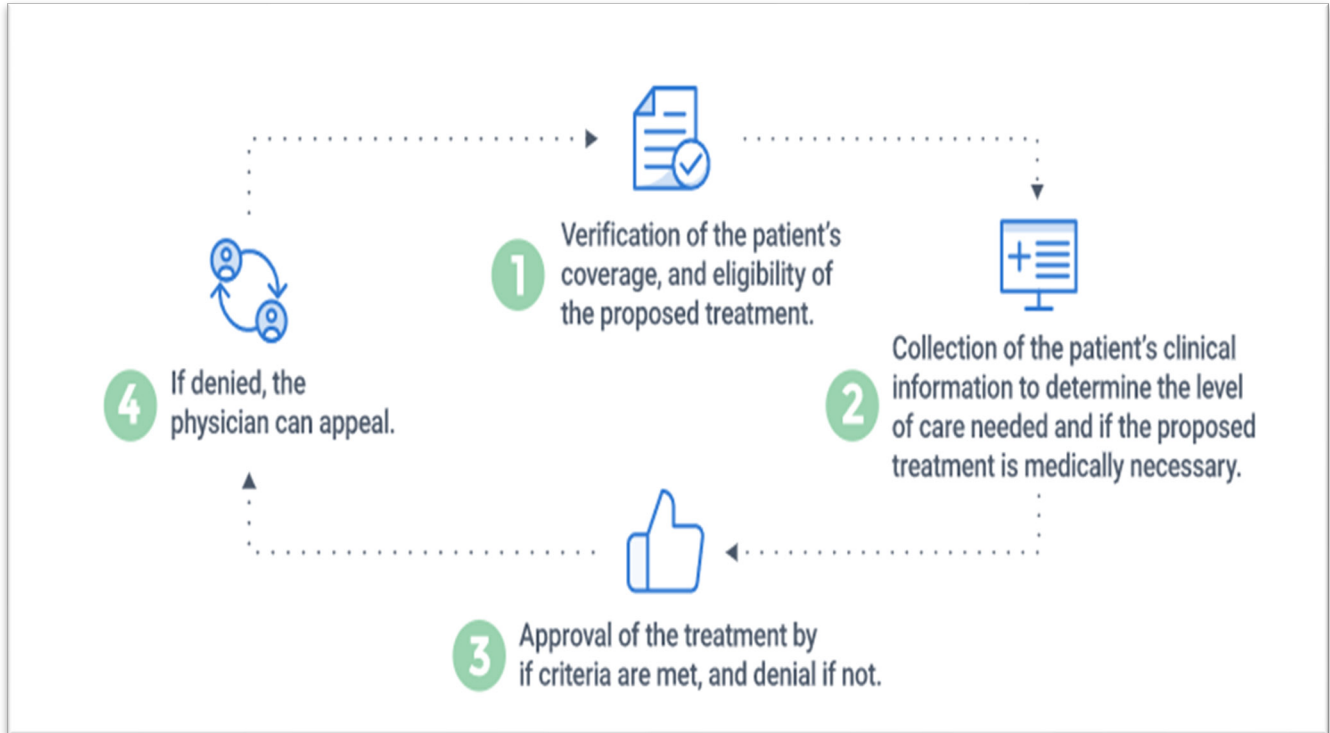 1
Verification of the patient's
coverage, and eligibility of
the proposed treatment.
2
Collection of the patient's clinical
information to determine the level
of care needed and if the proposed
treatment is medically necessary.
3
Approval of the treatment by
if criteria are met, and denial if not.
4
If denied, the
physician can appeal.